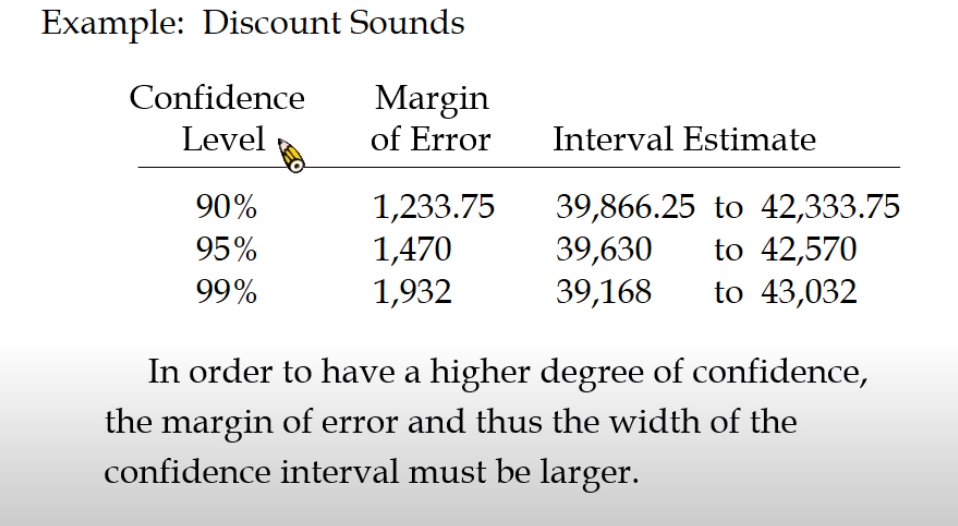 Example: Discount Sounds
Confidence Margin
Level of Error Interval Estimate
90% 1,233.75 39,866.25 to 42,333.75
95% 1,470 39,630 to 42,570
99% 1,932 39,168 to 43,032
In order to have a higher degree of confidence,
the margin of error and thus the width of the
confidence interval must be larger.